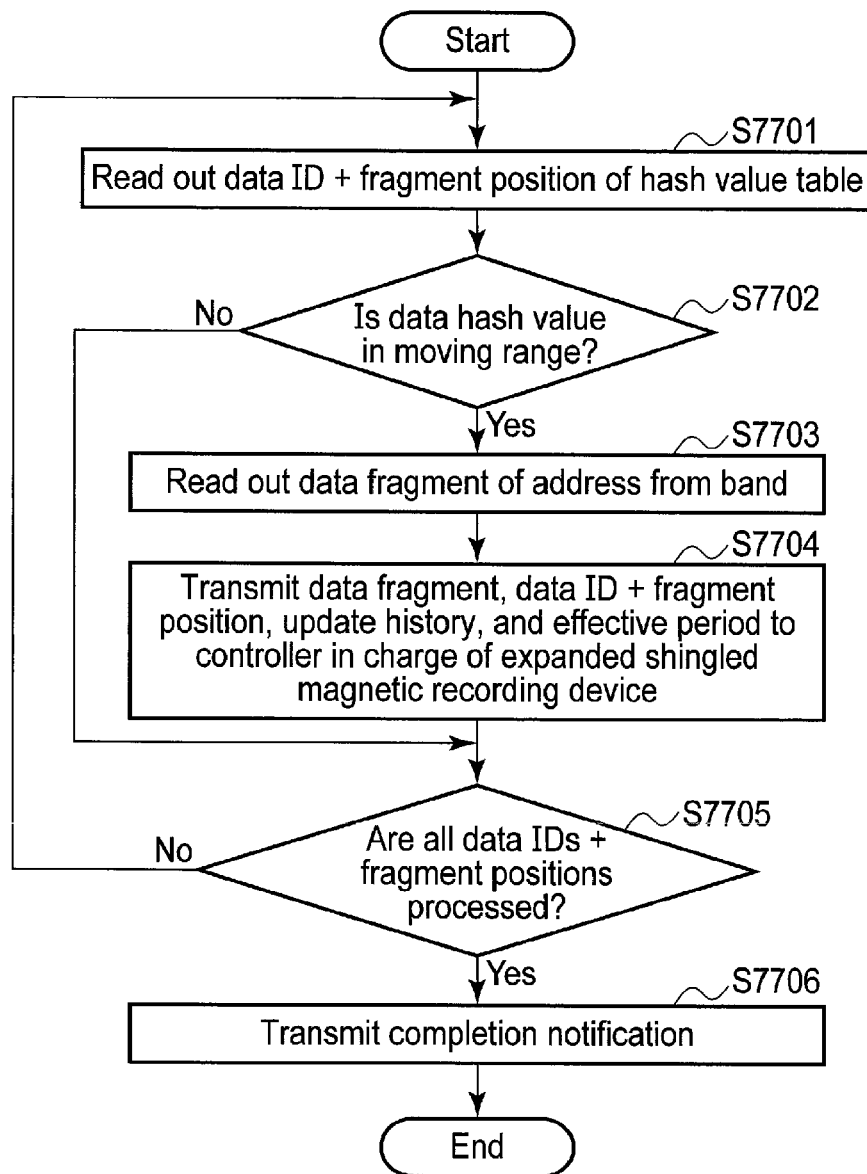 Start
S7701
Read out data ID + fragment position of hash value table
S7702
No
Is data hash value
in moving range?
Yes
S7703
Read out data fragment of address from band
S7704
Transmit data fragment, data ID + fragment
position, update history, and effective period to
controller in charge of expanded shingled
magnetic recording device
S7705
No
Are all data IDs +
fragment positions
processed?
Yes
S7706
Transmit completion notification
End